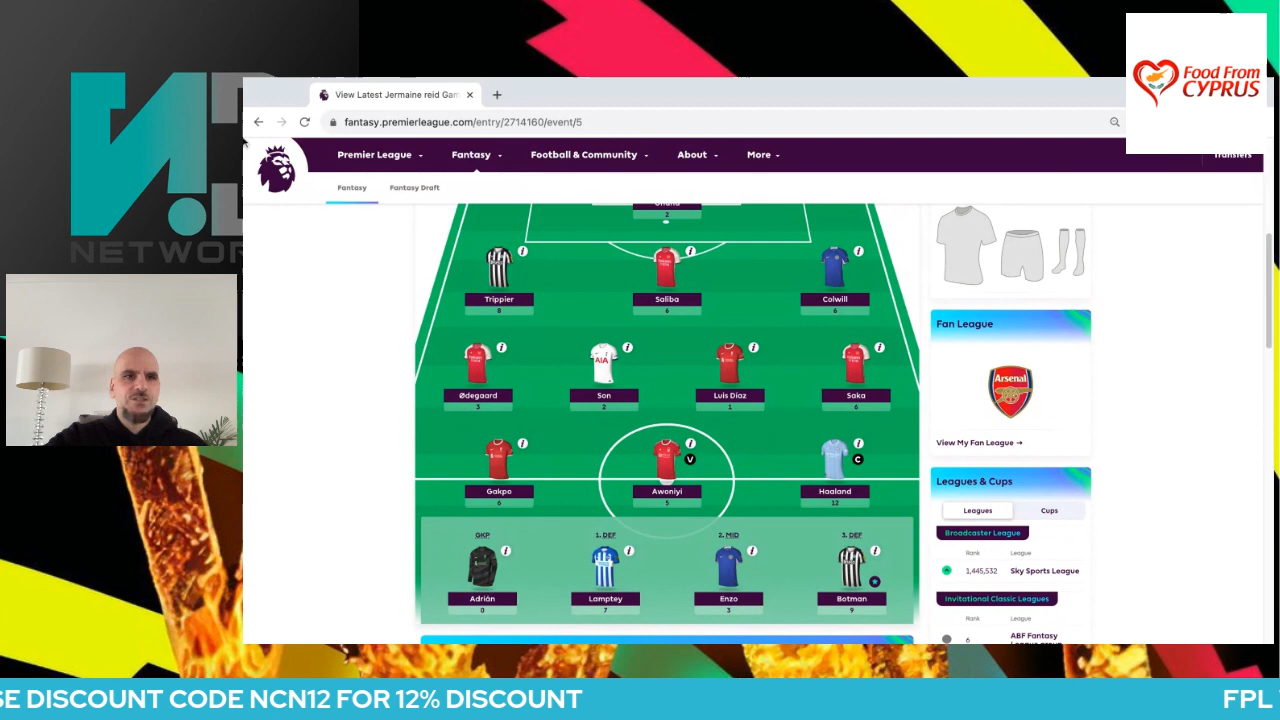 Food From
CYPRUS
View Latest Jermaine reid Gam
fantasy.premierleague.com/entry/2714160/event/5
Premier League
Fantasy
Football & Community
About
More
Transfers
Fantasy
Fantasy Draft
NETWOR
2
Trippier
8
Saliba
6
Colwill
6
Ødegaard
3
Son
2
Luis Díaz
1
Saka
6
Gakpo
6
V
Awoniyi
5
C
Haaland
12
GKP
1. DEF
2. MID
3. DEF
Adrián
0
Lamptey
7
Enzo
3
Botman
9
AIA
Fan League
Arsenal
View My Fan League →
Leagues & Cups
Leagues
Cups
Broadcaster League
Rank
League
1,445,532
Sky Sports League
Invitational Classic Leagues
Rank
League
6
ABF Fantasy
SE DISCOUNT CODE NCN12 FOR 12% DISCOUNT
FPL